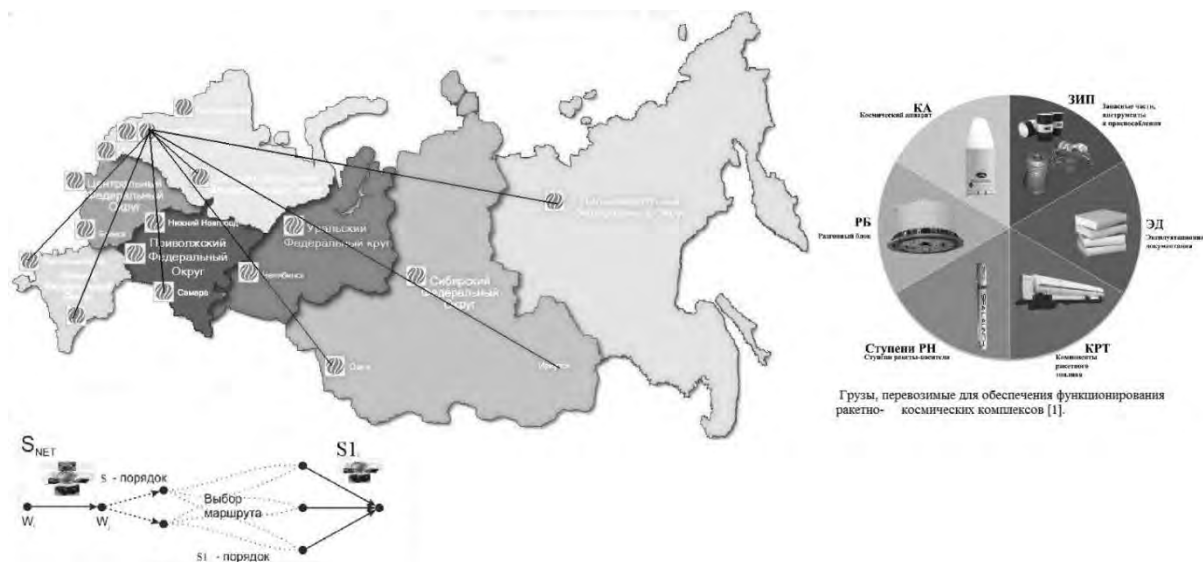 Центральный
Федеральный
Округ
Нижний Новгород
Приволжский
Федеральный
Округ
Самара
Уральский
Федеральный круг
Челябинск
Сибирский
Федеральный
Округ
Омск
Иркутск
КА
Космический аппарат
ЗИП
Запасные части,
инструменты
и приспособления
РБ
Разгонный блок
ЭД
Эксплуатационная
документация
Ступени РН
Ступени ракеты-носителя
КРТ
Компоненты
ракетного
топлива
Грузы, перевозимые для обеспечения функционирования
ракетно- космических комплексов [1].
S NET
S - порядок
S1
Выбор
маршрута
W i
W j
S1 - порядок